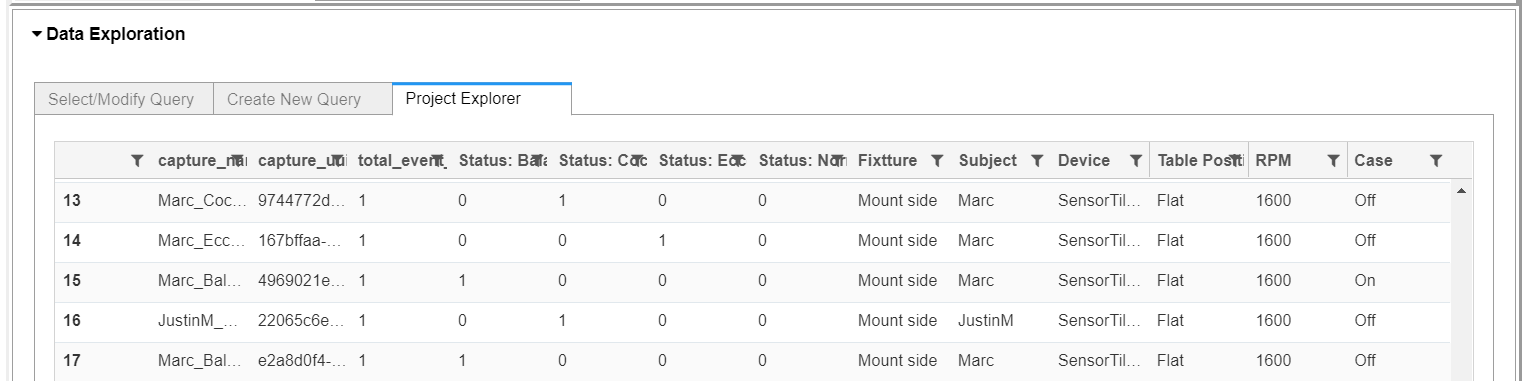 Data Exploration
Select/Modify Query Create New Query Project Explorer
capture_na capture_uui total_event_ Status: Bala Status: Coc Status: Ecc Status: Nor Fixtture Subject Device Table Positi RPM Case
13 Marc_Coc... 9744772d... 1 0 1 0 0 Mount side Marc SensorTil... Flat 1600 Off
14 Marc_Ecc... 167bffaa-... 1 0 0 1 0 Mount side Marc SensorTil... Flat 1600 Off
15 Marc_Bal... 4969021e... 1 1 0 0 0 Mount side Marc SensorTil... Flat 1600 On
16 JustinM_... 22065c6e... 1 0 1 0 0 Mount side JustinM SensorTil... Flat 1600 Off
17 Marc_Bal... e2a8d0f4-... 1 1 0 0 0 Mount side Marc SensorTil... Flat 1600 Off